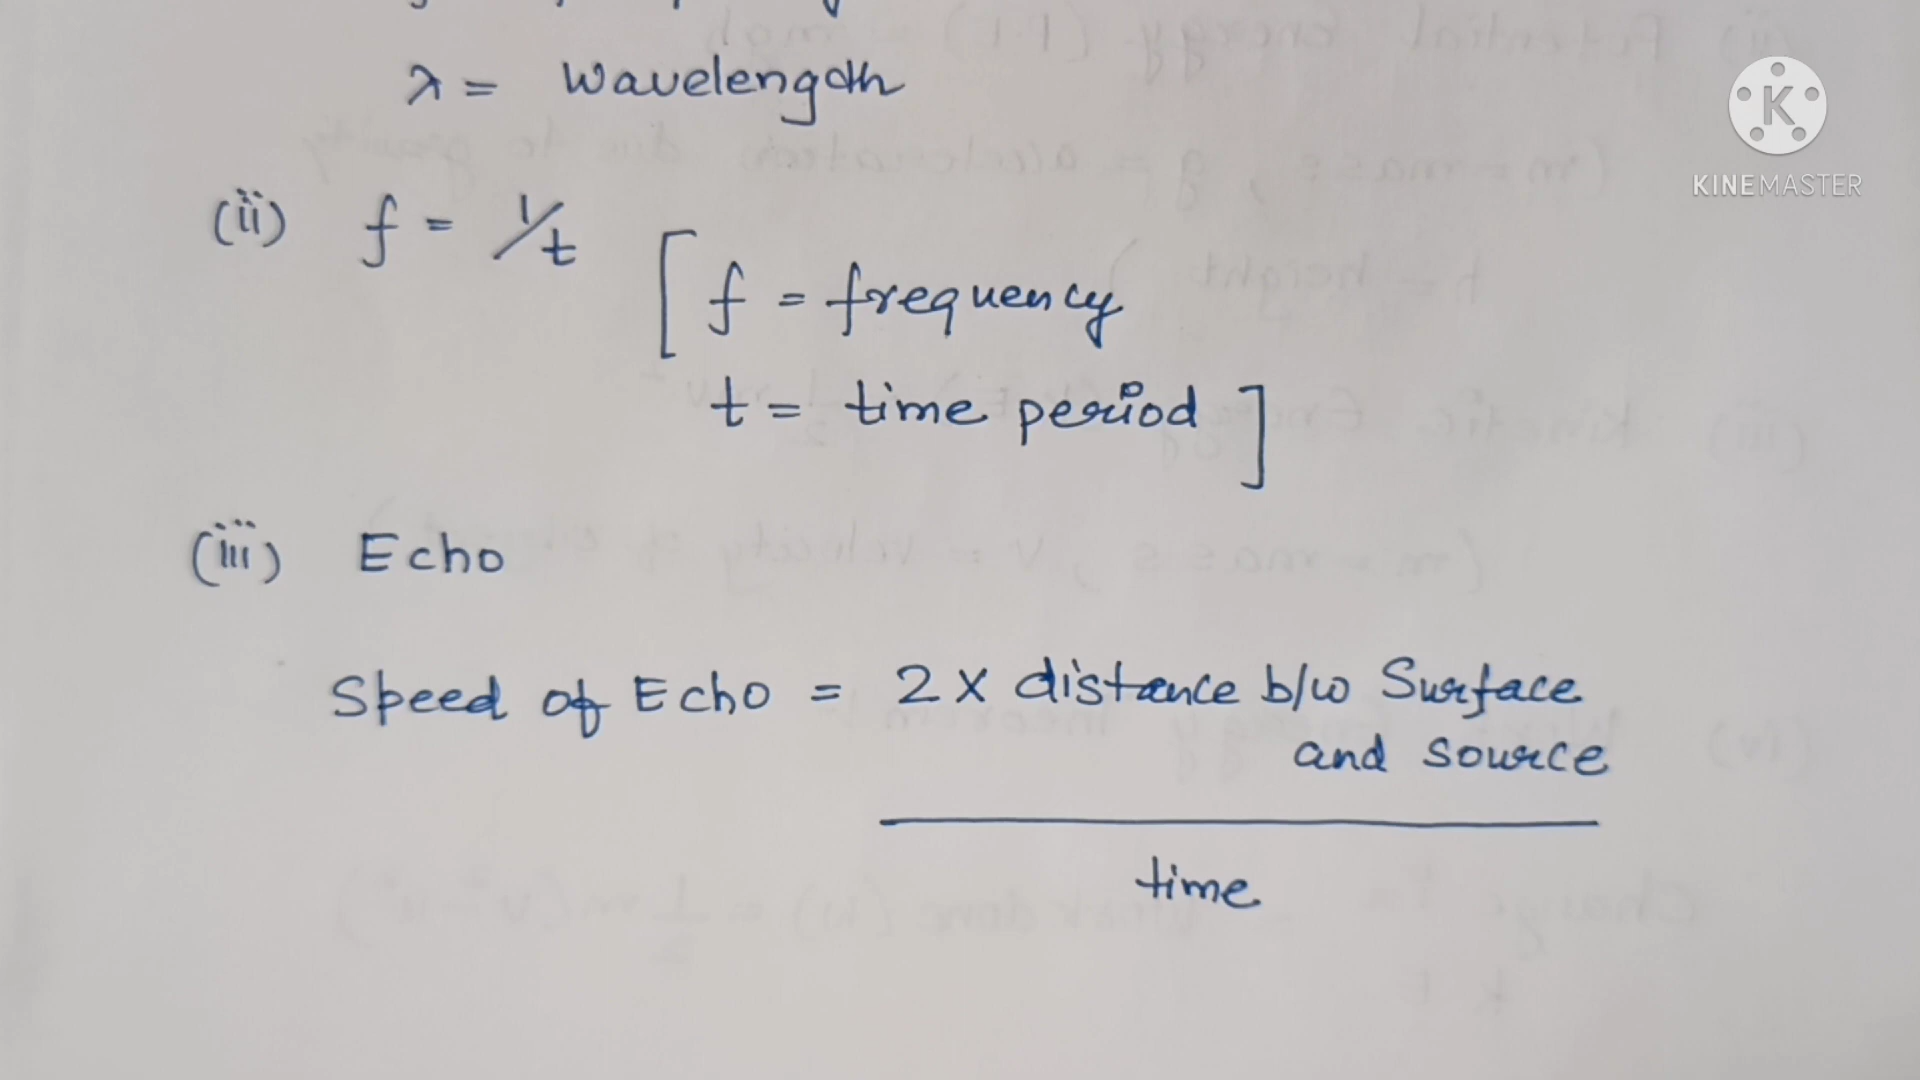 λ = Wavelength
(ii) f = 1/t
[ f = frequency
t = time period ]
(iii) Echo
Speed of Echo = 2 X distance b/w Surface
and source
time
K
KINEMASTER